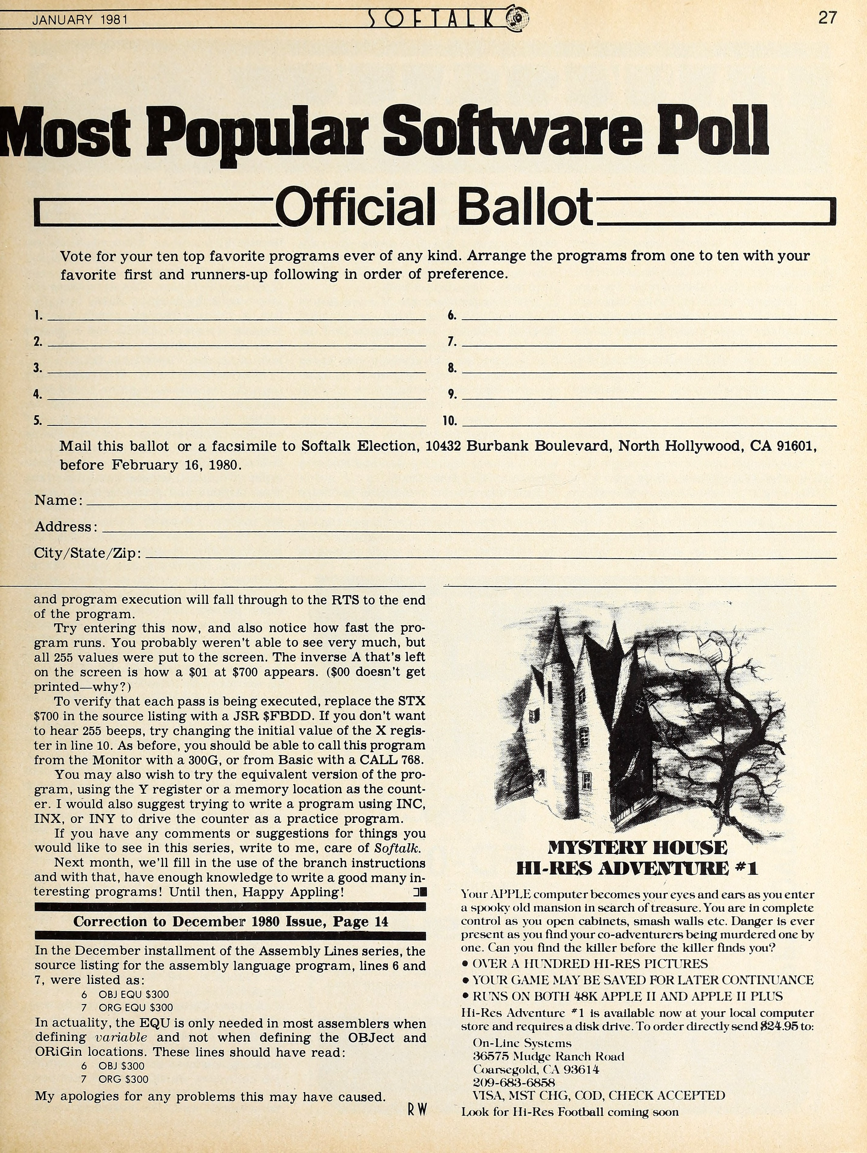 JANUARY 1981
SOFTALK
27
Most Popular Software Poll
Official Ballot
Vote for your ten top favorite programs ever of any kind. Arrange the programs from one to ten with your
favorite first and runners-up following in order of preference.
1.
2.
3.
4.
5.
6.
7.
8.
9.
10.
Mail this ballot or a facsimile to Softalk Election, 10432 Burbank Boulevard, North Hollywood, CA 91601,
before February 16, 1980.
Name:
Address:
City/State/Zip:
and program execution will fall through to the RTS to the end
of the program.
Try entering this now, and also notice how fast the pro-
gram runs. You probably weren't able to see very much, but
all 255 values were put to the screen. The inverse A that's left
on the screen is how a $01 at $700 appears. ($00 doesn't get
printed—why?)
To verify that each pass is being executed, replace the STX
$700 in the source listing with a JSR $FBDD. If you don't want
to hear 255 beeps, try changing the initial value of the X regis-
ter in line 10. As before, you should be able to call this program
from the Monitor with a 300G, or from Basic with a CALL 768.
You may also wish to try the equivalent version of the pro-
gram, using the Y register or a memory location as the count-
er. I would also suggest trying to write a program using INC,
INX, or INY to drive the counter as a practice program.
If you have any comments or suggestions for things you
would like to see in this series, write to me, care of Softalk.
Next month, we'll fill in the use of the branch instructions
and with that, have enough knowledge to write a good many in-
teresting programs! Until then, Happy Appling!
Correction to December 1980 Issue, Page 14
In the December installment of the Assembly Lines series, the
source listing for the assembly language program, lines 6 and
7, were listed as:
6 OBJ EQU $300
7 ORG EQU $300
In actuality, the EQU is only needed in most assemblers when
defining variable and not when defining the OBJect and
ORiGin locations. These lines should have read:
6 OBJ $300
7 ORG $300
My apologies for any problems this may have caused.
RW
MYSTERY HOUSE
HI-RES ADVENTURE #1
Your APPLE computer becomes your eyes and ears as you enter
a spooky old mansion in search of treasure. You are in complete
control as you open cabinets, smash walls etc. Danger is ever
present as you find your co-adventurers being murdered one by
one. Can you find the killer before the killer finds you?
• OVER A HUNDRED HI-RES PICTURES
• YOUR GAME MAY BE SAVED FOR LATER CONTINUANCE
• RUNS ON BOTH 48K APPLE II AND APPLE II PLUS
Hi-Res Adventure #1 is available now at your local computer
store and requires a disk drive. To order directly send $24.95 to:
On-Line Systems
36575 Mudge Ranch Road
Coarsegold, CA 93614
209-683-6858
VISA, MST CHG, COD, CHECK ACCEPTED
Look for Hi-Res Football coming soon